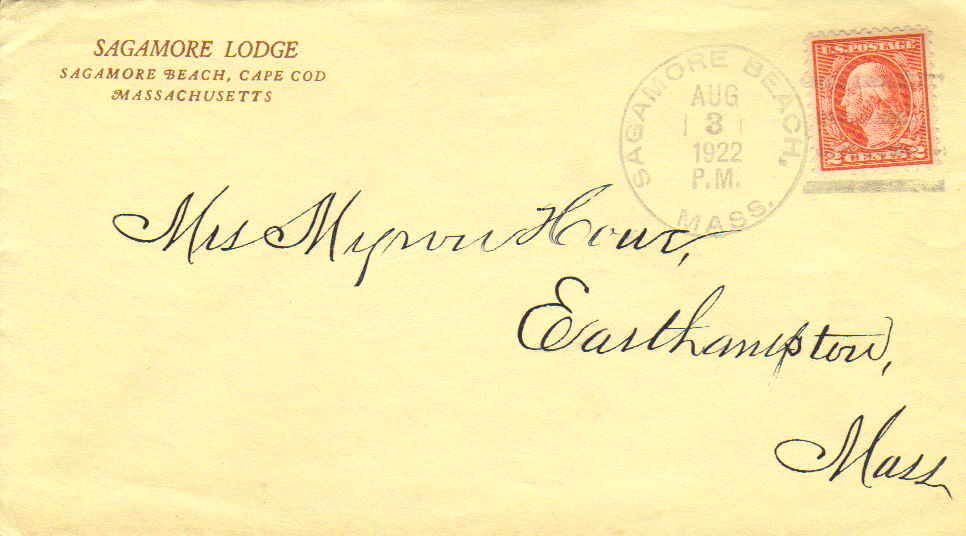 SAGAMORE LODGE
SAGAMORE BEACH, CAPE COD
MASSACHUSETTS
SAGAMORE BEACH, MASS.
AUG
3
1922
P.M.
U.S. POSTAGE
2 CENTS 2
Mrs Myron
Easthampton,
Mass